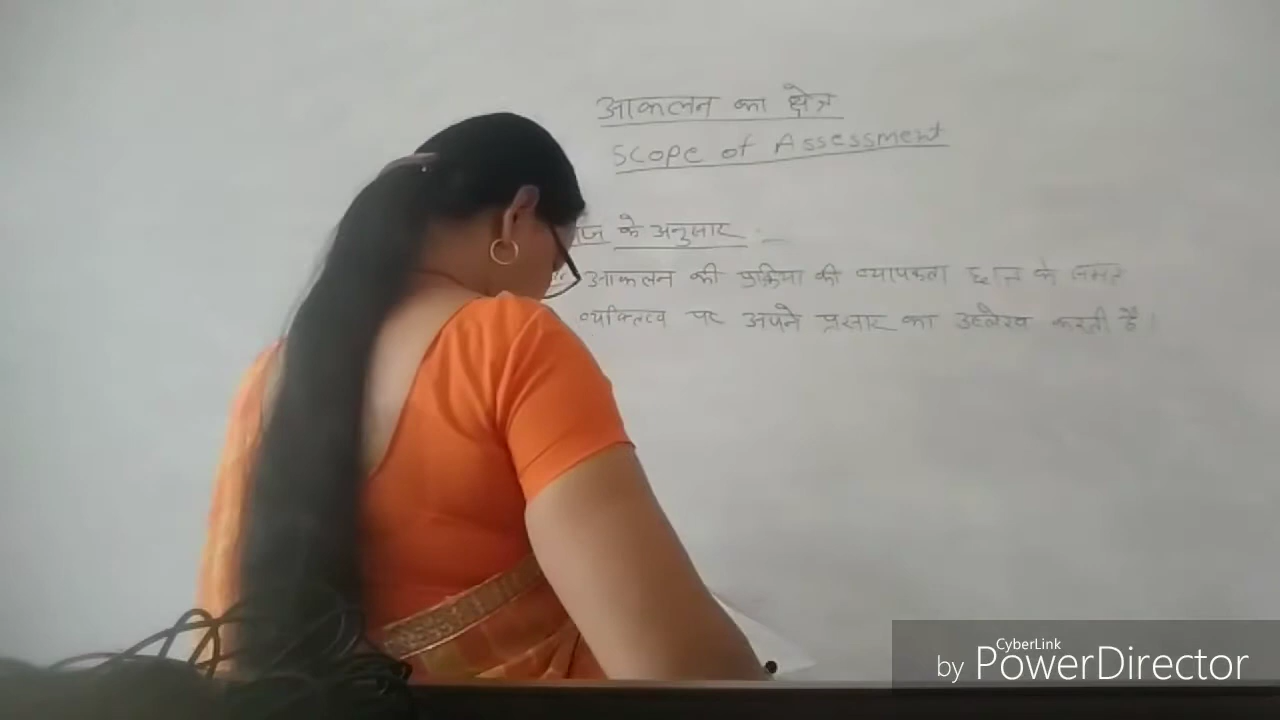 आकलन का क्षेत्र
Scope of Assessment
के अनुसार
आकलन की प्रक्रिया की व्यापकता छात्र के समस्त
व्यक्तित्व पर अपने प्रसार का उल्लेख करती है।
CyberLink
by PowerDirector